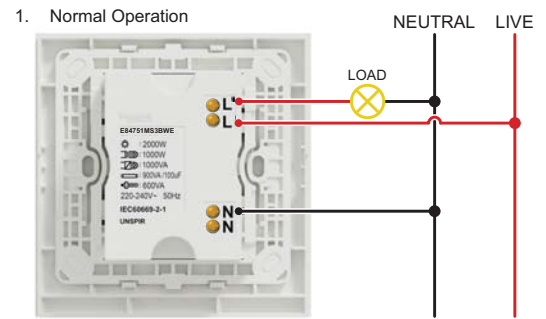 1. Normal Operation
NEUTRAL LIVE
LOAD
L'
L
E84751MS3BWE
: 2000W
: 1000W
: 1000VA
: 900VA /100uF
: 600VA
220-240V~ 50Hz
IEC60669-2-1
UNSPIR
N
N